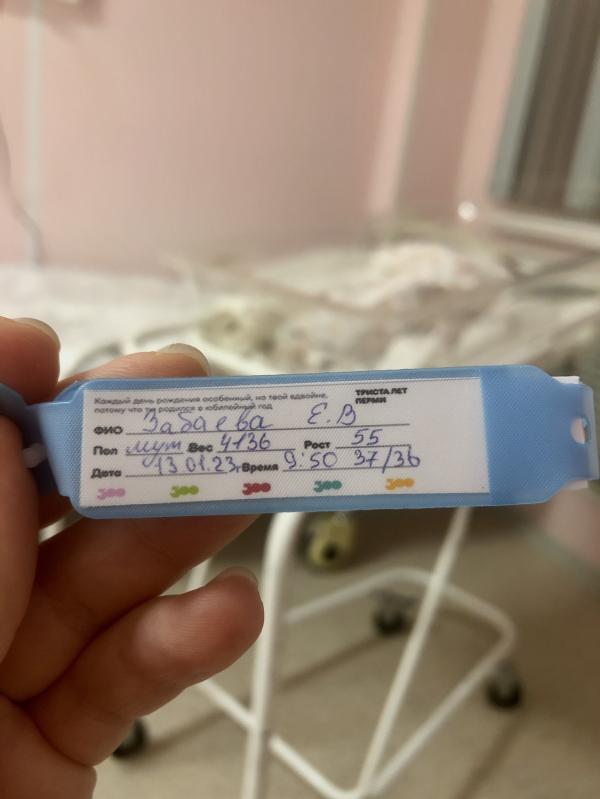 Каждый день рождения особенный, но твой вдвойне,
потому что ты родился в юбилейный год
ТРИСТА ЛЕТ
ПЕРМИ
ФИО Забаева Е.В
Пол муж Вес 4136 Рост 55
Дата 13.01.23г Время 9:50 37/36
300 300 300 300 300